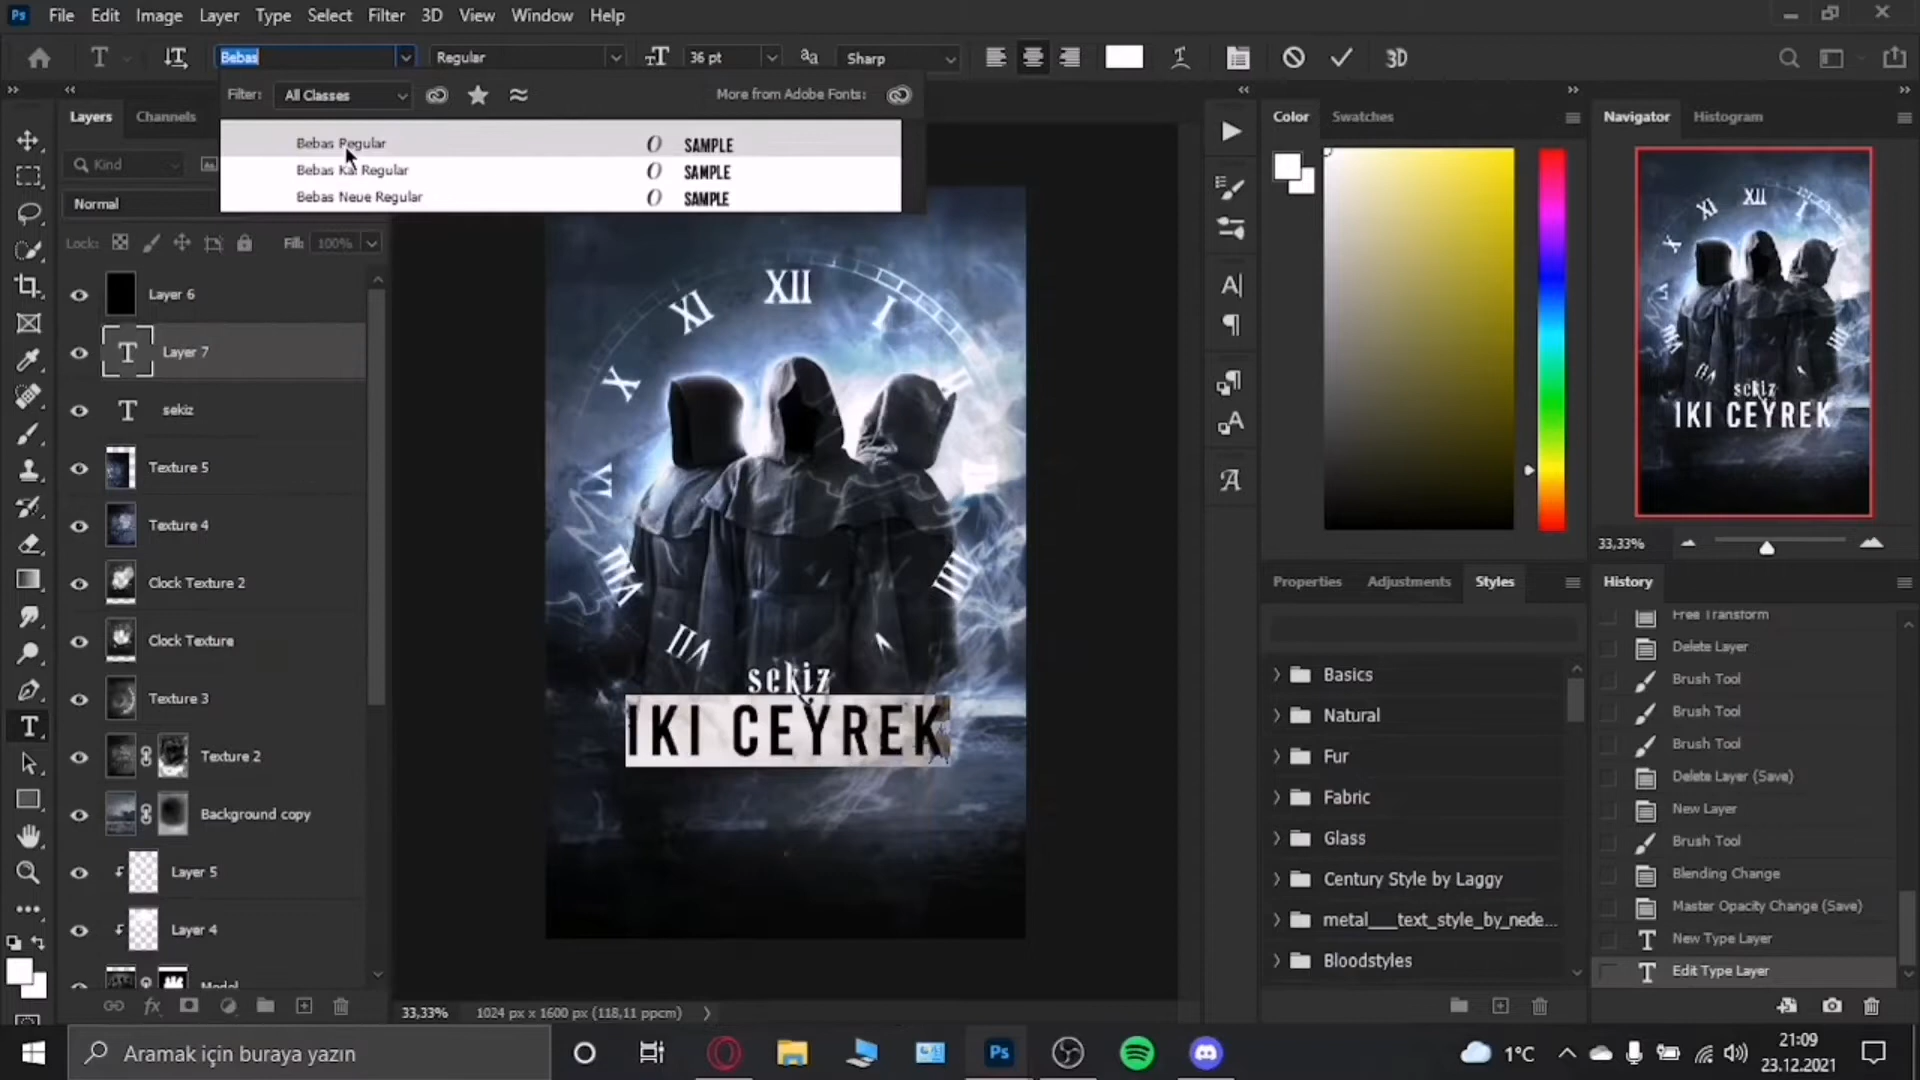 Ps File Edit Image Layer Type Select Filter 3D View Window Help
T Bebas Regular 36 pt Sharp 3D
Filter: All Classes More from Adobe Fonts:
Bebas Regular O SAMPLE
Bebas Kai Regular O SAMPLE
Bebas Neue Regular O SAMPLE
Layers Channels
Kind
Normal
Lock: Fill: 100%
Layer 6
Layer 7
sekiz
Texture 5
Texture 4
Clock Texture 2
Clock Texture
Texture 3
Texture 2
Background copy
Layer 5
Layer 4
Model
XII
XI
I
X
IX
VIII
IIII
VII
sekiz
IKI CEYREK
33,33% 1024 px x 1600 px (118,11 ppcm)
Color Swatches
Navigator Histogram
XII
XI
I
X
sekiz
IKI CEYREK
33,33%
Properties Adjustments Styles
Basics
Natural
Fur
Fabric
Glass
Century Style by Laggy
metal___text_style_by_nede...
Bloodstyles
History
Free Transform
Delete Layer
Brush Tool
Brush Tool
Brush Tool
Delete Layer (Save)
New Layer
Brush Tool
Blending Change
Master Opacity Change (Save)
New Type Layer
Edit Type Layer
Aramak için buraya yazın
Ps
1°C
21:09
23.12.2021